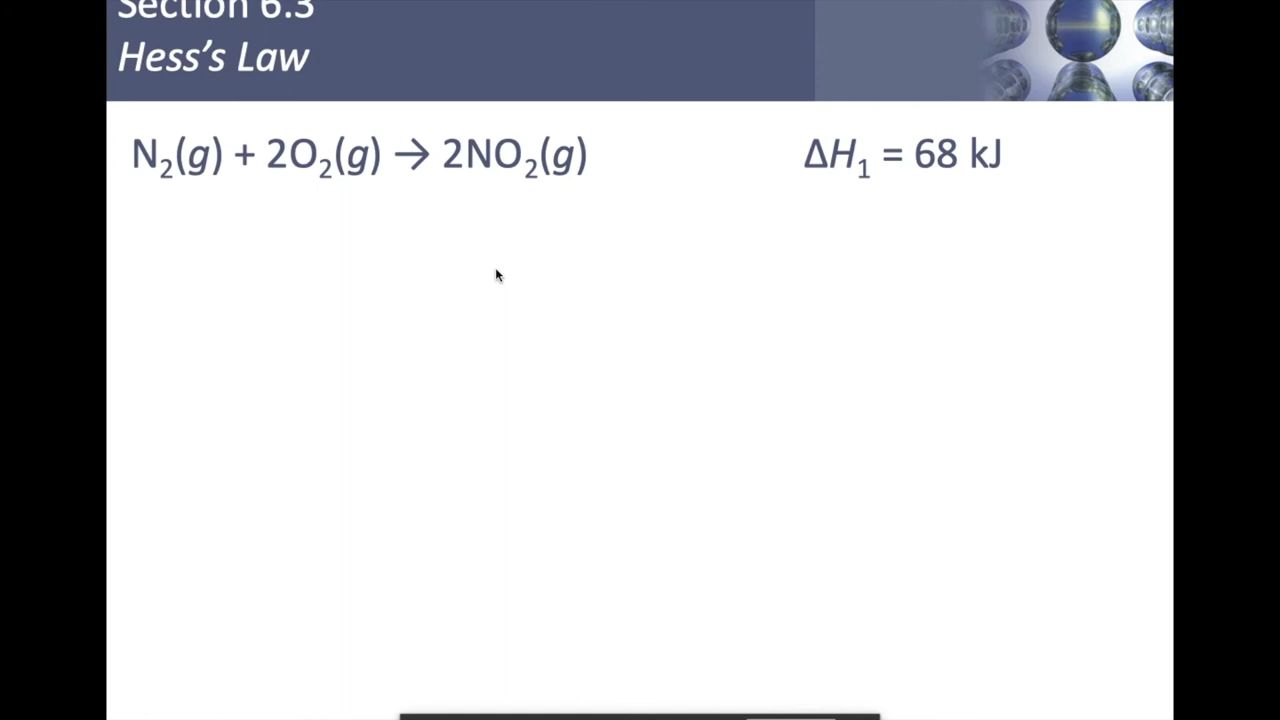 Section 6.3
Hess's Law
N₂(g) + 2O₂(g) → 2NO₂(g) ΔH₁ = 68 kJ